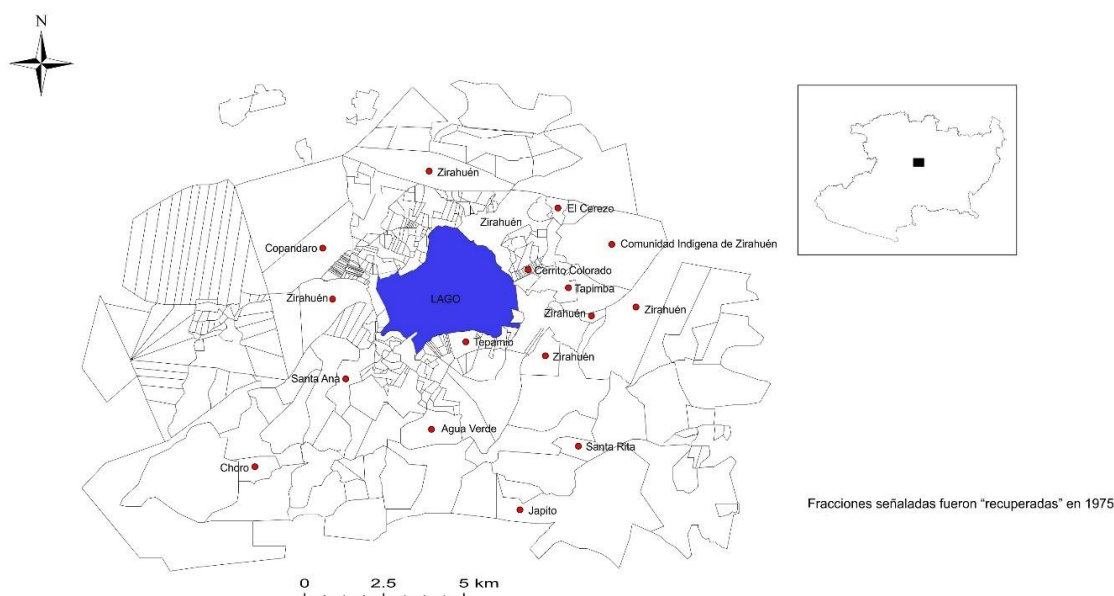 N
Zirahuén
El Cerezo
Zirahuén
Comunidad Indigena de Zirahuén
Copandaro
Cerrito Colorado
Tapimba
Zirahuén
LAGO
Zirahuén
Zirahuén
Tepamio
Zirahuén
Santa Ana
Agua Verde
Santa Rita
Choro
Fracciones señaladas fueron “recuperadas” en 1975
Japito
0 2.5 5 km